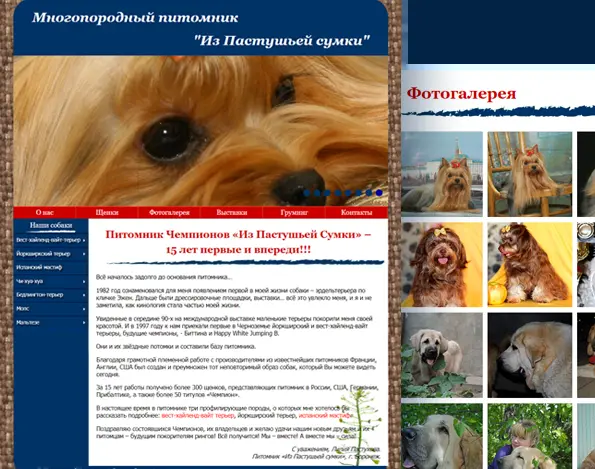 Многопородный питомник
"Из Пастушьей сумки"
О нас Щенки Фотогалерея Выставки Груминг Контакты
Наши собаки
Вест-хайленд-вайт-терьер
Йоркширский терьер
Испанский мастиф
Чи-хуа-хуа
Бедлингтон-терьер
Мопс
Мальтезе
Питомник Чемпионов «Из Пастушьей Сумки» –
15 лет первые и впереди!!!
Всё началось задолго до основания питомника...
1982 год ознаменовался для меня появлением первой в моей жизни собаки – эрдельтерьера по
кличке Эжен. Дальше были дрессировочные площадки, выставки... всё это увлекло меня, и я и не
заметила, как кинология стала частью моей жизни.
Увиденные в середине 90-х на международной выставке маленькие терьеры покорили меня своей
красотой. И в 1997 году к нам приехали первые в Черноземье йоркширский и вест-хайленд-вайт
терьеры, будущие чемпионы, - Биттина и Happy White Jumping В.
Они и их звёздные потомки и составили базу питомника.
Благодаря грамотной племенной работе с производителями из известнейших питомников Франции,
Англии, США был создан и преумножен тот неповторимый образ собак, который Вы можете видеть
сегодня.
За 15 лет работы получено более 300 щенков, представляющих питомник в России, США, Германии,
Прибалтике, а также более 50 титулов «Чемпион».
В настоящее время в питомнике три профилирующие породы, о которых мне хотелось бы
рассказать подробнее: вест-хайленд-вайт терьер, йоркширский терьер, испанский мастиф.
Поздравляю состоявшихся Чемпионов, их владельцев и желаю удачи нашим новым друзьям и их
питомцам – будущим покорителям рингов! Всё получится! Мы – вместе! А вместе мы – сила!
С уважением, Лилия Пастухова.
Питомник «Из Пастушьей сумки», г. Воронеж.
Фотогалерея